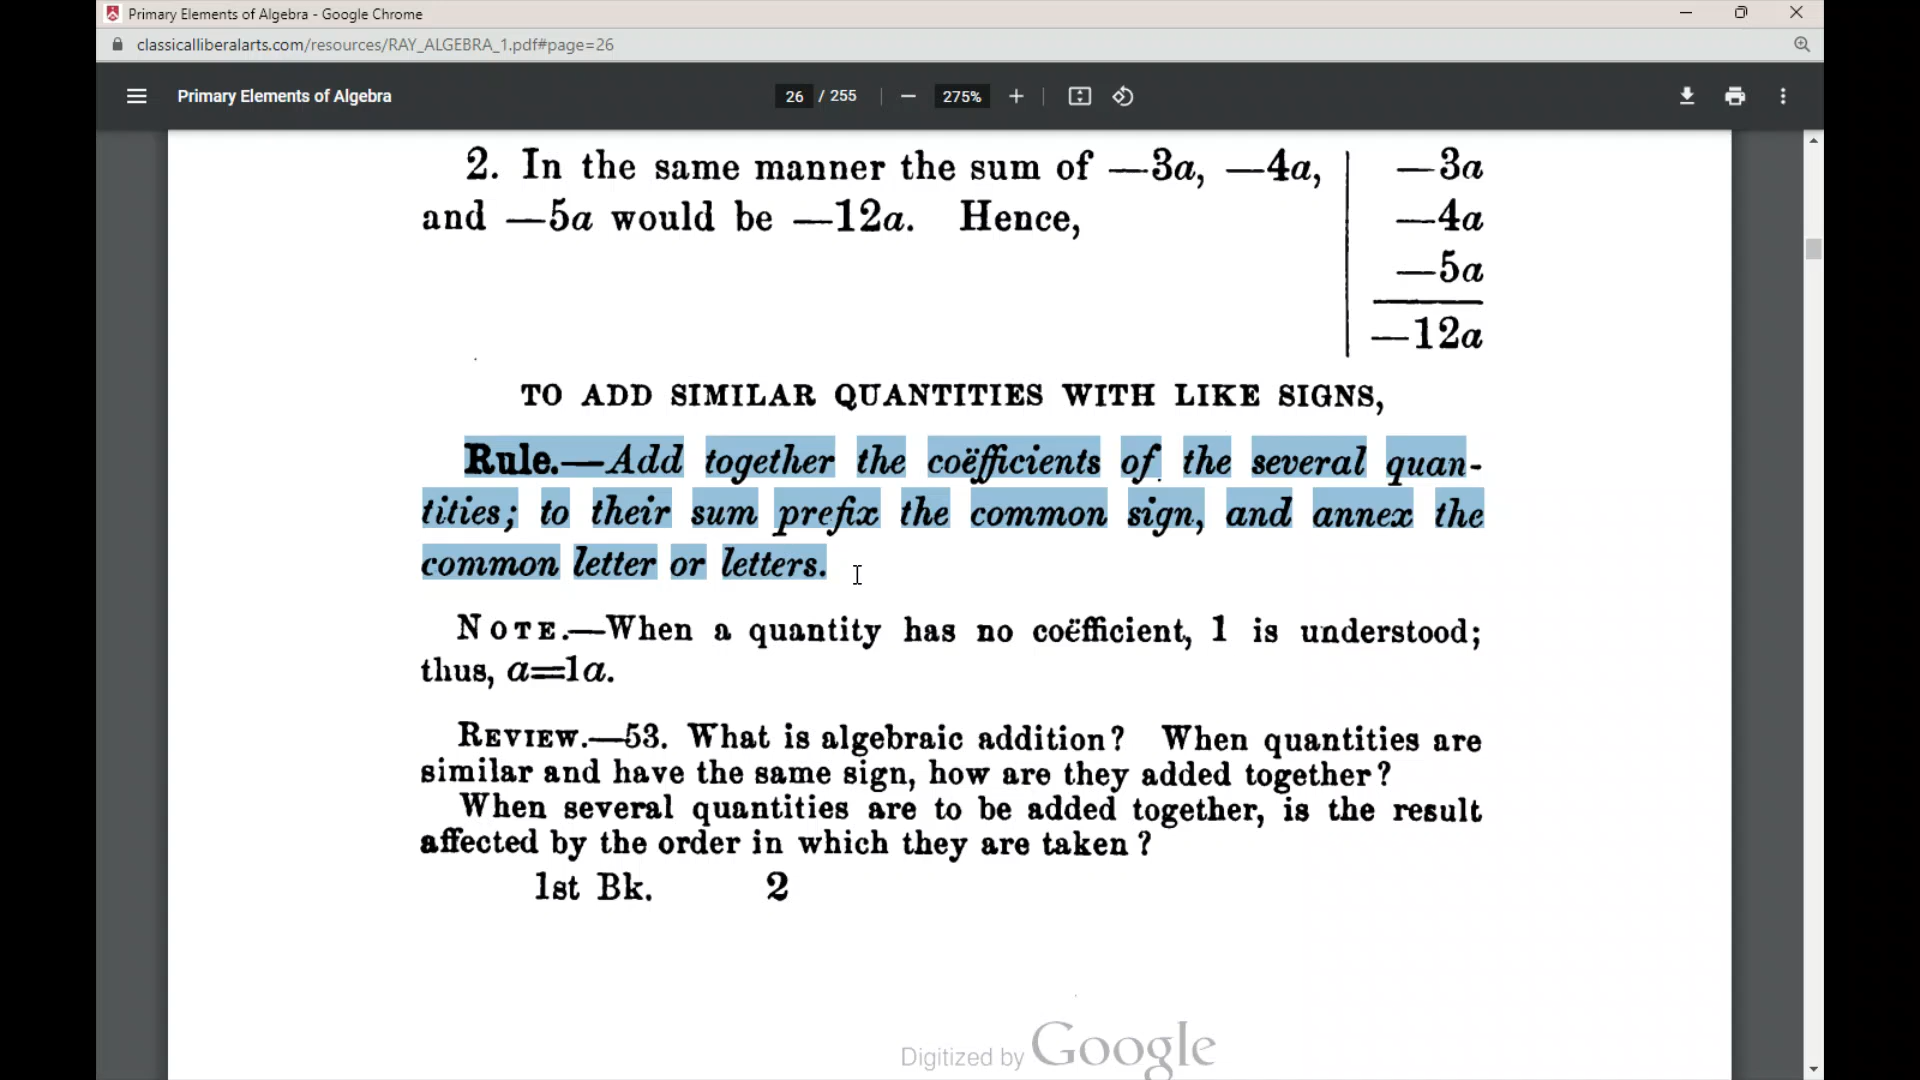 Primary Elements of Algebra - Google Chrome
classicalliberalarts.com/resources/RAY_ALGEBRA_1.pdf#page=26
Primary Elements of Algebra 26 / 255 — 275% +
2. In the same manner the sum of —3a, —4a,
and —5a would be —12a. Hence,
—3a
—4a
—5a
—12a
TO ADD SIMILAR QUANTITIES WITH LIKE SIGNS,
Rule.—Add together the coëfficients of the several quan-
tities; to their sum prefix the common sign, and annex the
common letter or letters.
NOTE.—When a quantity has no coëfficient, 1 is understood;
thus, a=1a.
REVIEW.—53. What is algebraic addition? When quantities are
similar and have the same sign, how are they added together?
When several quantities are to be added together, is the result
affected by the order in which they are taken?
1st Bk. 2
Digitized by Google